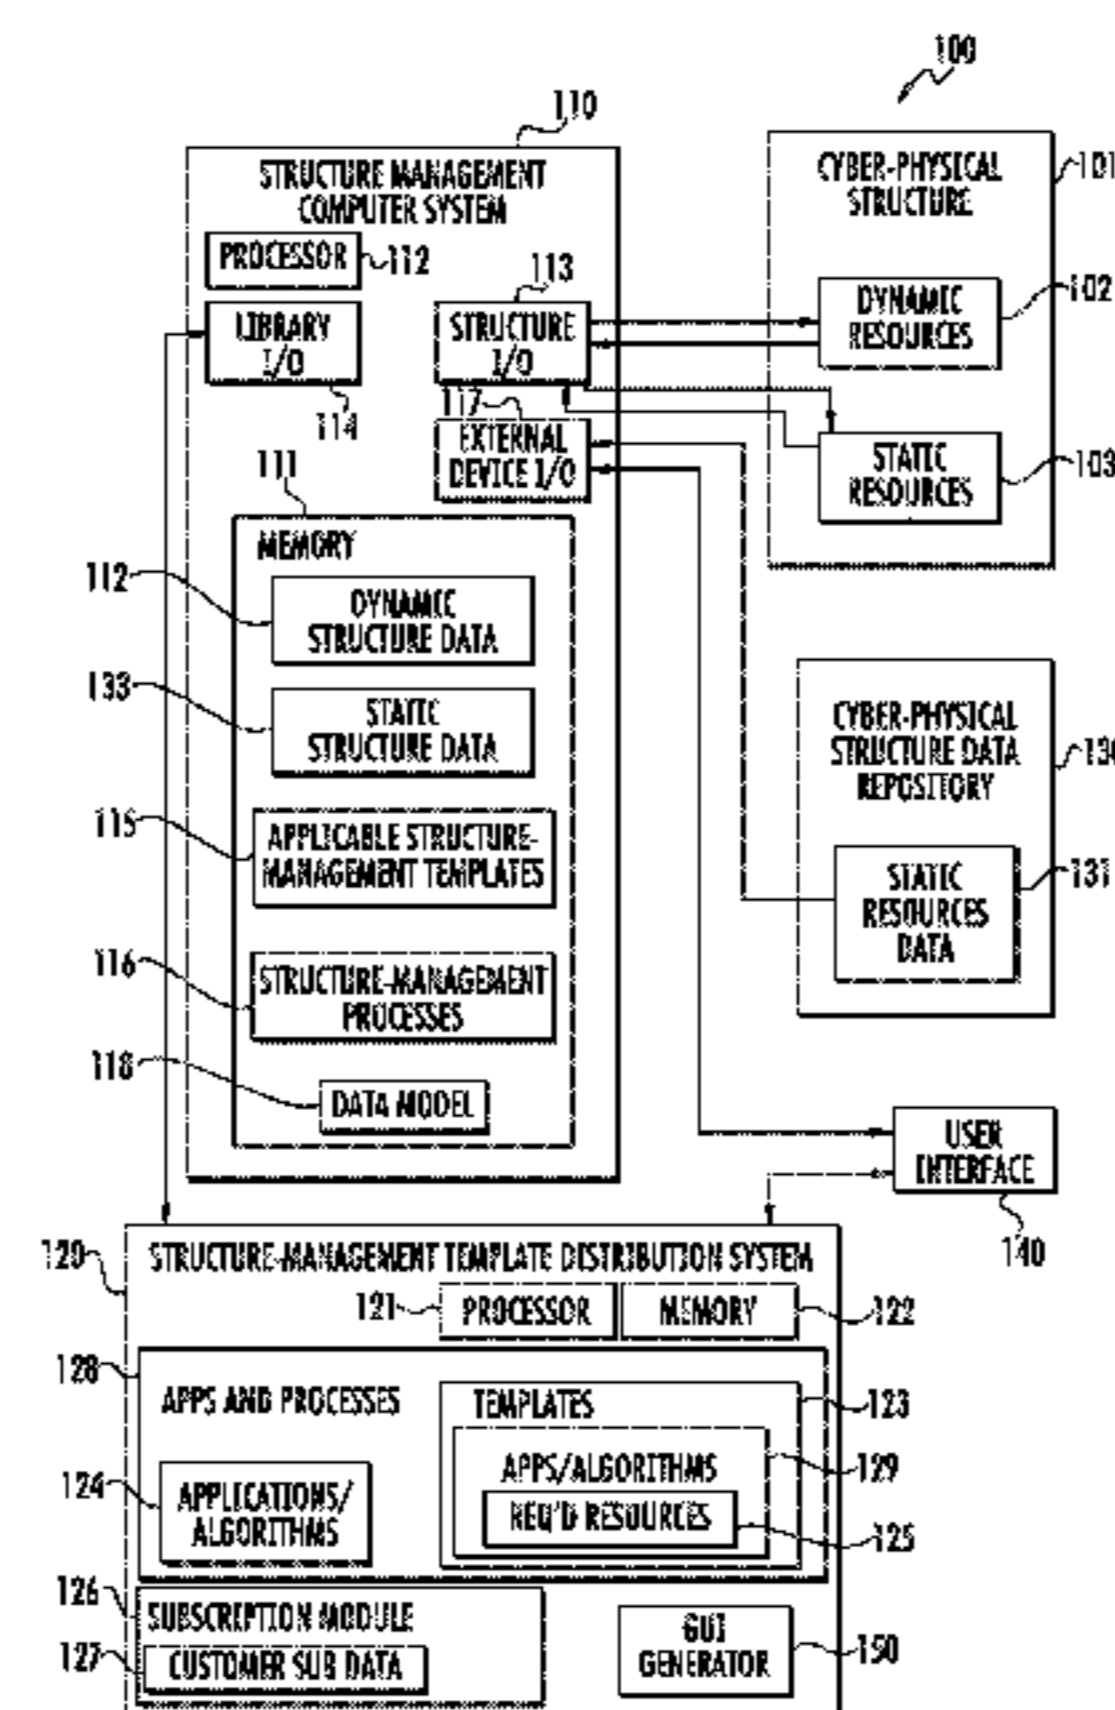 100
110
STRUCTURE MANAGEMENT
COMPUTER SYSTEM
PROCESSOR
112
LIBRARY
I/O
114
113
STRUCTURE
I/O
117
EXTERNAL
DEVICE I/O
CYBER-PHYSICAL
STRUCTURE
101
DYNAMIC
RESOURCES
102
STATIC
RESOURCES
103
111
MEMORY
112
DYNAMIC
STRUCTURE DATA
133
STATIC
STRUCTURE DATA
115
APPLICABLE STRUCTURE-
MANAGEMENT TEMPLATES
116
STRUCTURE-MANAGEMENT
PROCESSES
118
DATA MODEL
CYBER-PHYSICAL
STRUCTURE DATA
REPOSITORY
130
STATIC
RESOURCES
DATA
131
USER
INTERFACE
140
120
STRUCTURE-MANAGEMENT TEMPLATE DISTRIBUTION SYSTEM
121
PROCESSOR
MEMORY
122
128
APPS AND PROCESSES
TEMPLATES
123
APPS/ALGORITHMS
129
REQ'D RESOURCES
125
124
APPLICATIONS/
ALGORITHMS
126
SUBSCRIPTION MODULE
127
CUSTOMER SUB DATA
GUI
GENERATOR
150